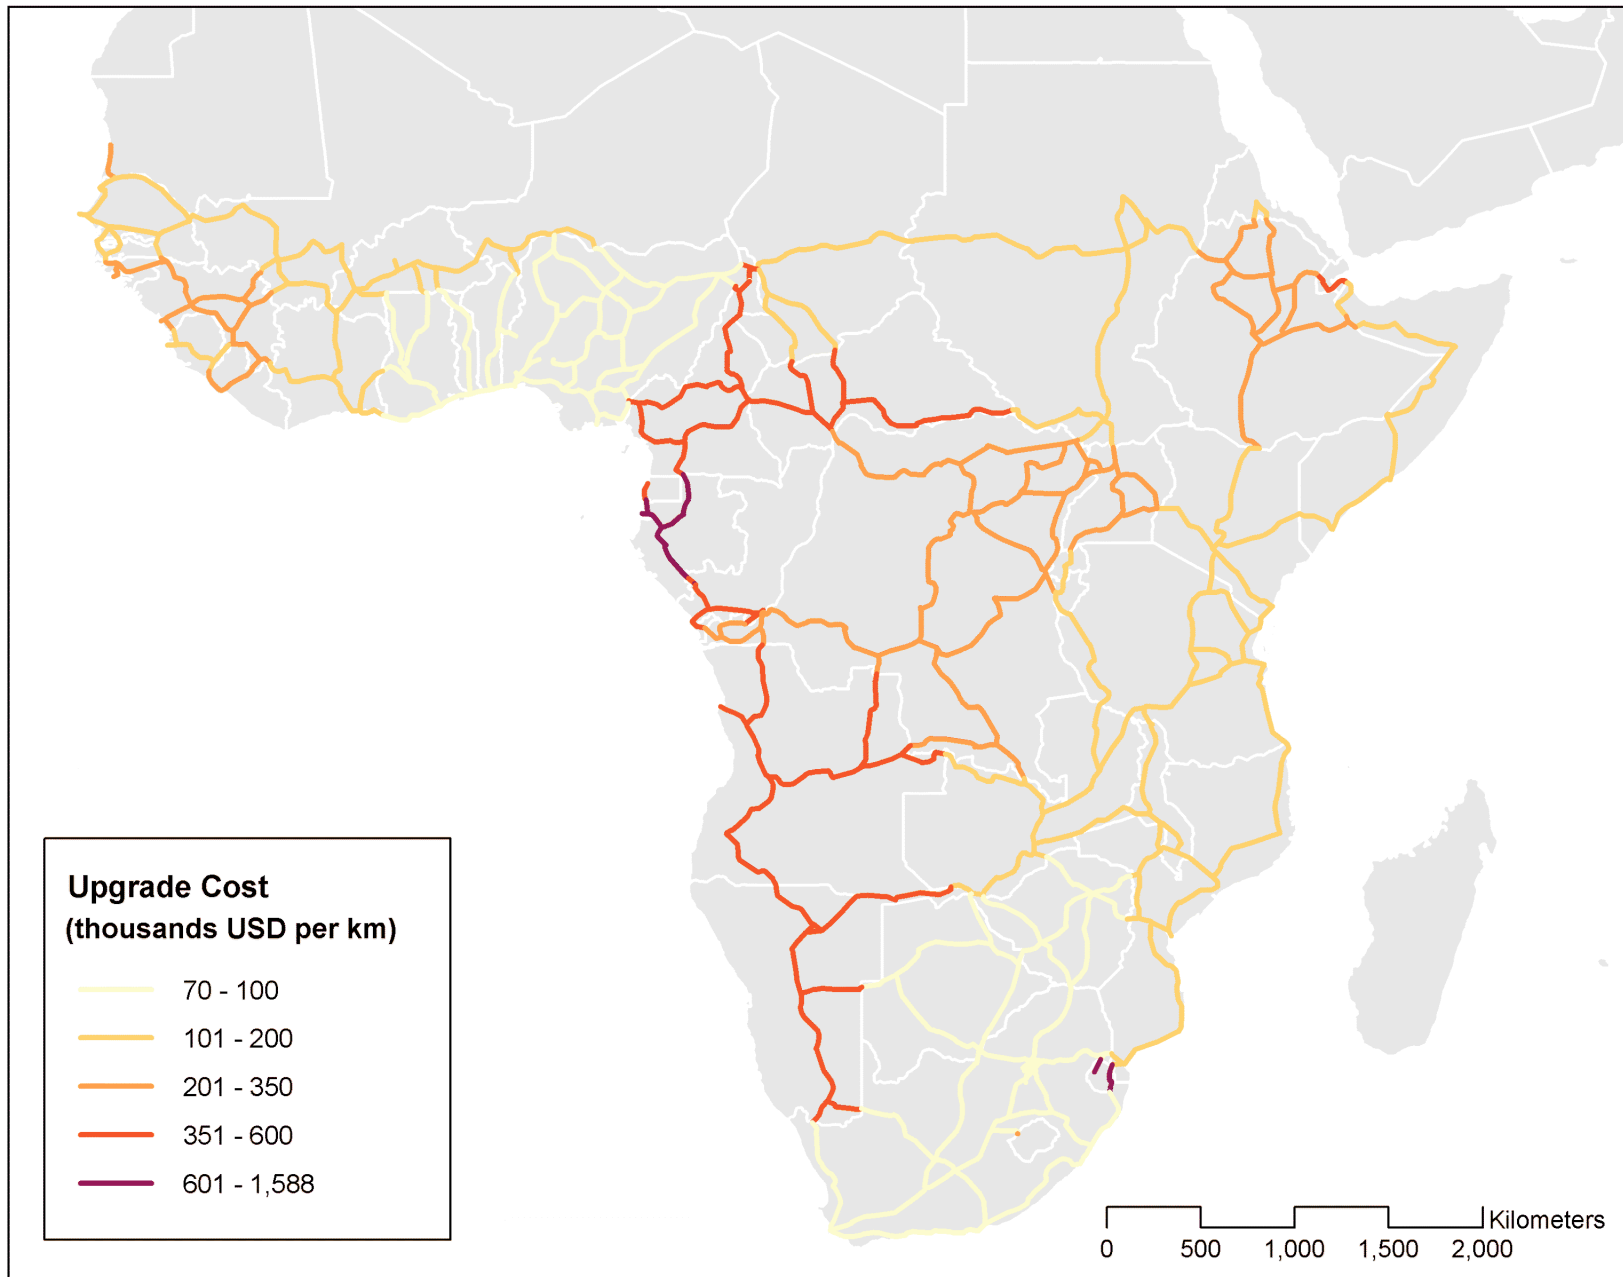 Upgrade Cost
(thousands USD per km)
70 - 100
101 - 200
201 - 350
351 - 600
601 - 1,588
Kilometers
0 500 1,000 1,500 2,000